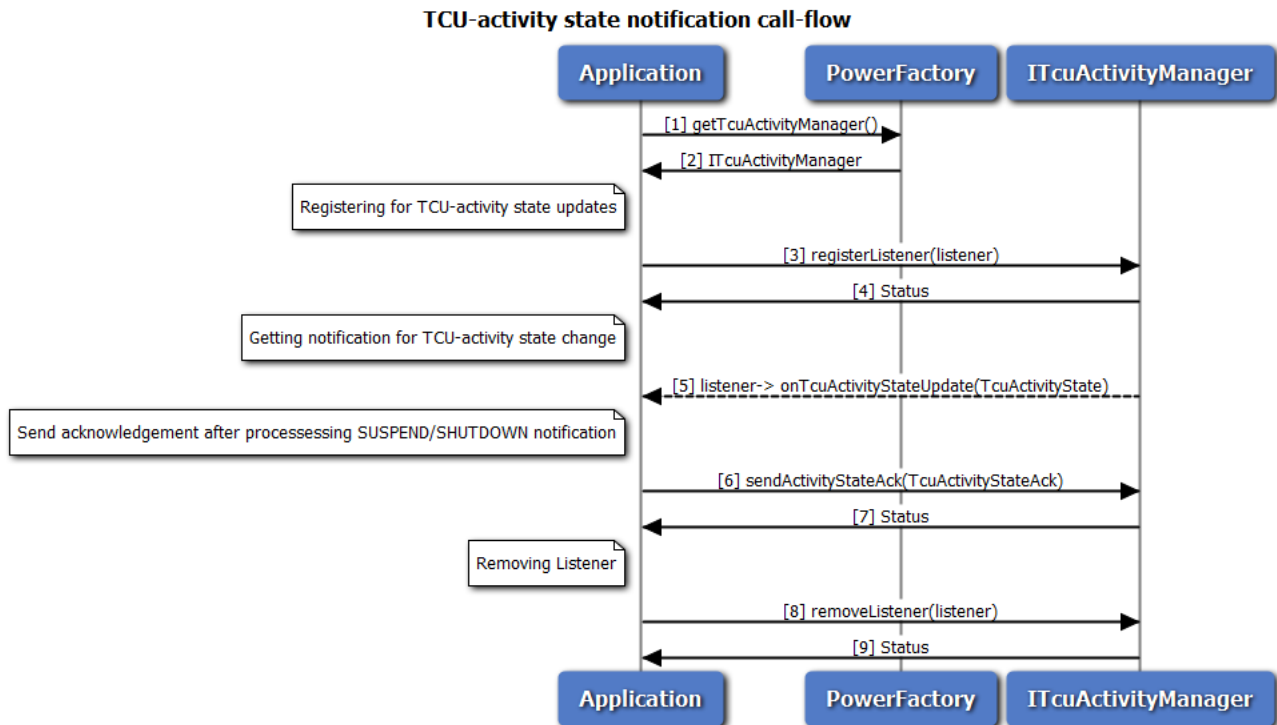 TCU-activity state notification call-flow
Application PowerFactory ITcuActivityManager
[1] getTcuActivityManager()
[2] ITcuActivityManager
Registering for TCU-activity state updates
[3] registerListener(listener)
[4] Status
Getting notification for TCU-activity state change
[5] listener-> onTcuActivityStateUpdate(TcuActivityState)
Send acknowledgement after processessing SUSPEND/SHUTDOWN notification
[6] sendActivityStateAck(TcuActivityStateAck)
[7] Status
Removing Listener
[8] removeListener(listener)
[9] Status
Application PowerFactory ITcuActivityManager